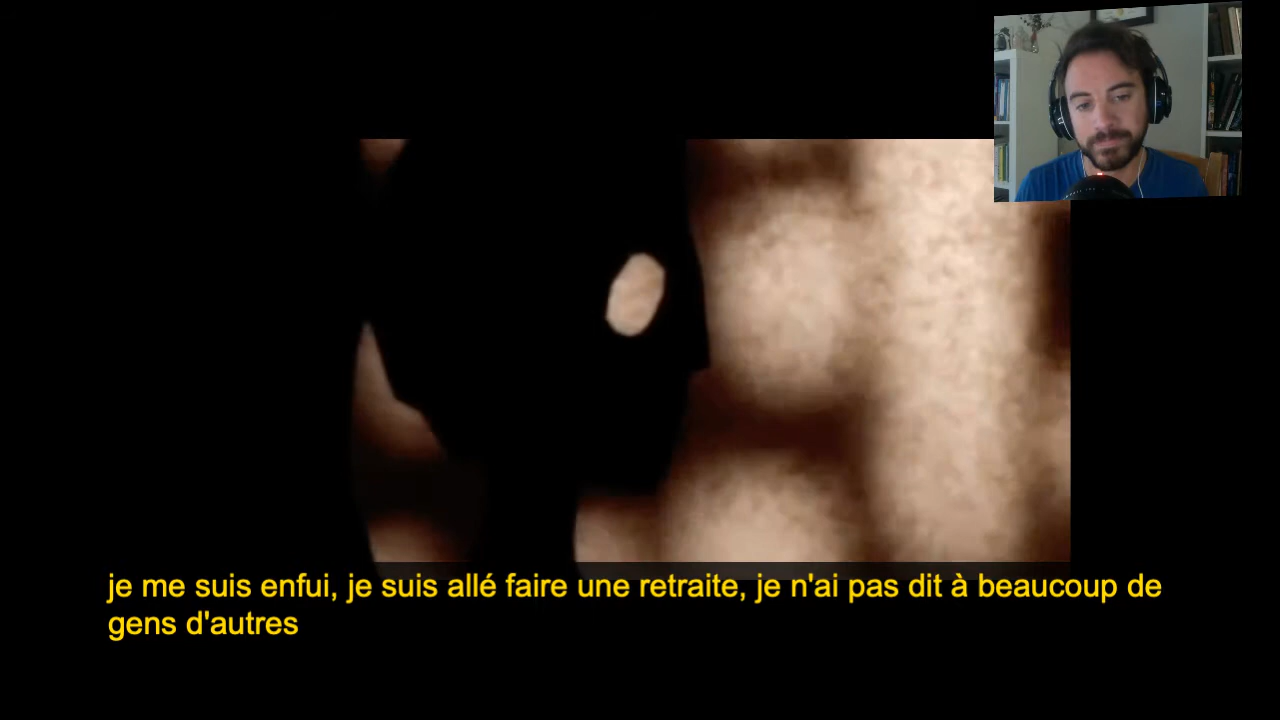 je me suis enfui, je suis allé faire une retraite, je n'ai pas dit à beaucoup de
gens d'autres